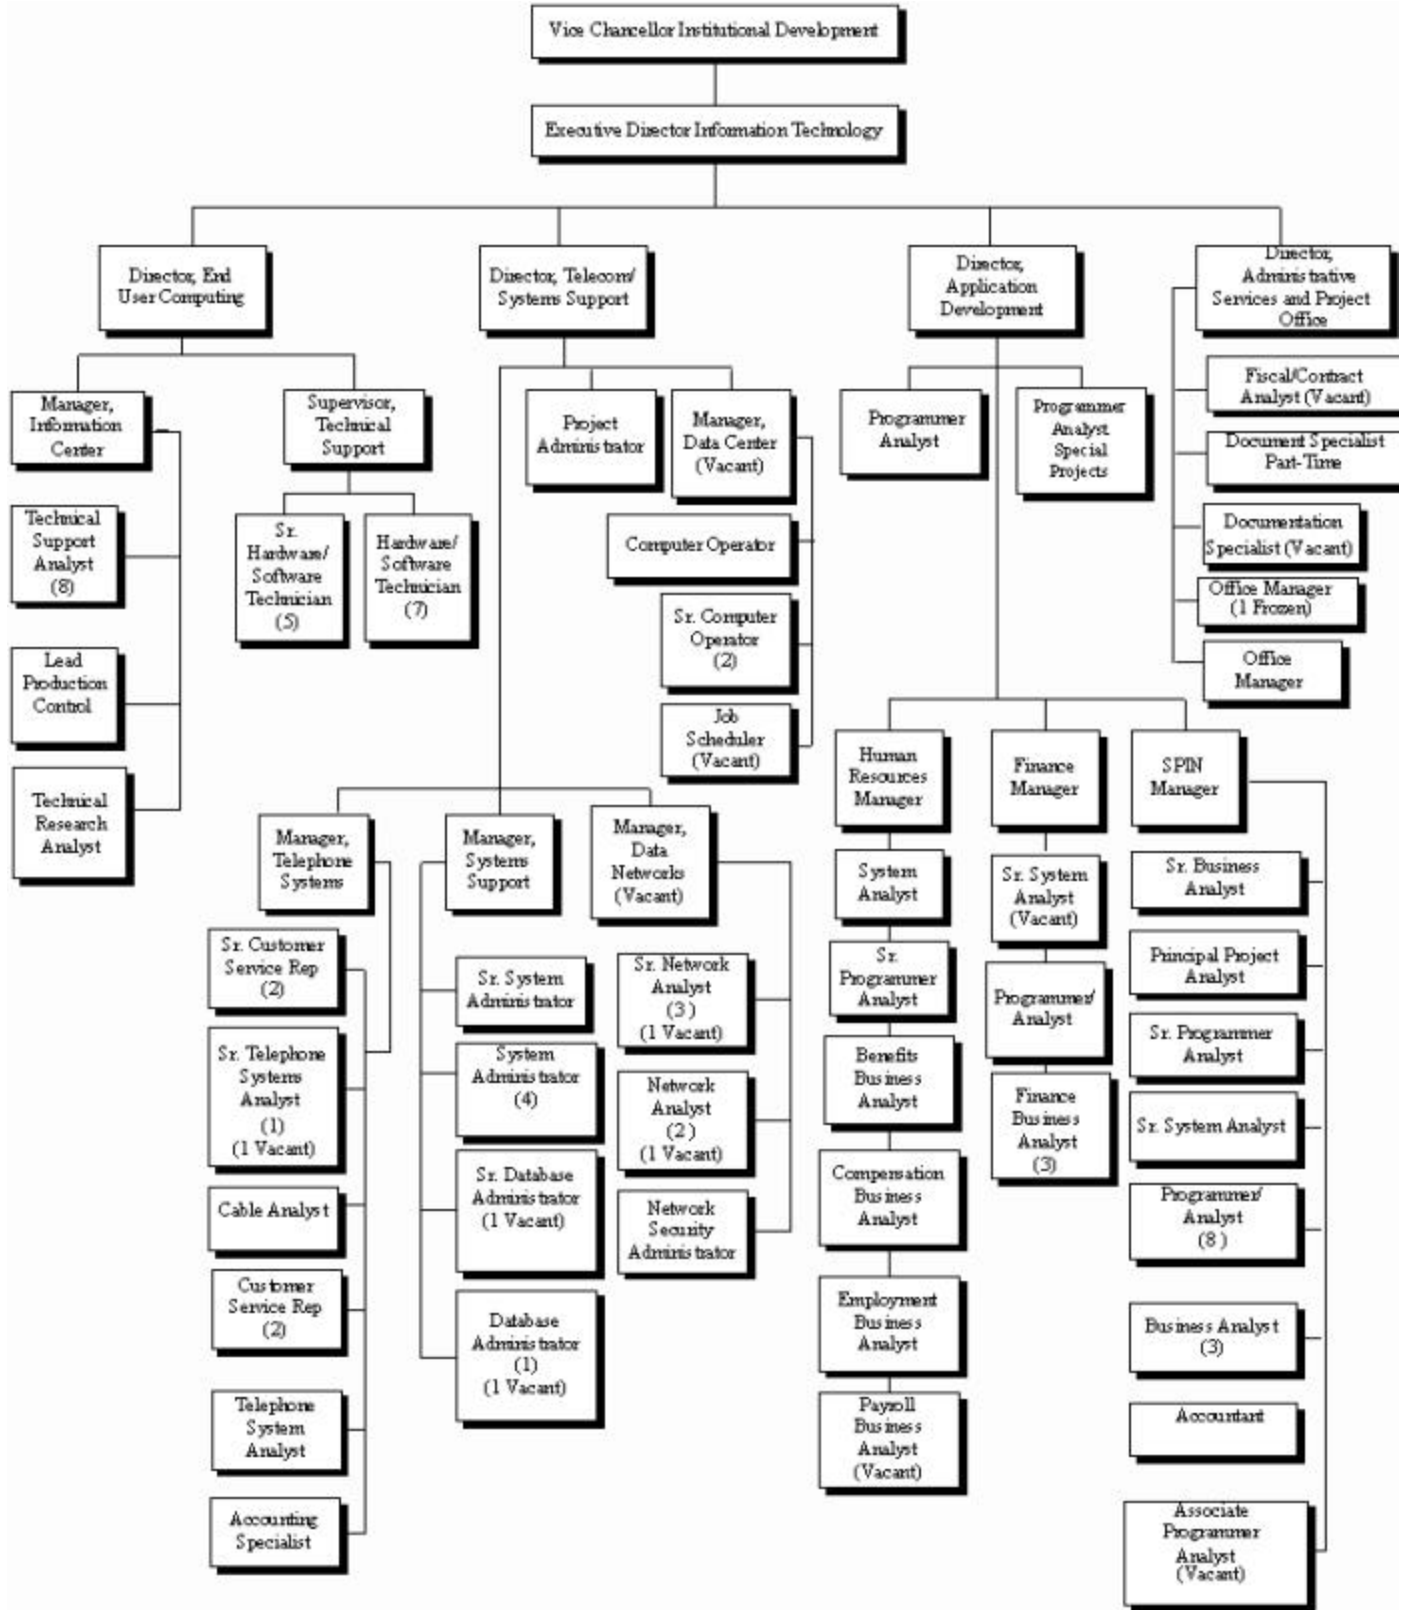 Vice Chancellor Institutional Development
Executive Director Information Technology
Director, End
User Computing
Director, Telecom/
Systems Support
Director,
Application
Development
Director,
Administrative
Services and Project
Office
Manager,
Information
Center
Technical
Support
Analyst
(8)
Lead
Production
Control
Technical
Research
Analyst
Supervisor,
Technical
Support
Sr.
Hardware/
Software
Technician
(5)
Hardware/
Software
Technician
(7)
Project
Administrator
Manager,
Data Center
(Vacant)
Computer Operator
Sr. Computer
Operator
(2)
Job
Scheduler
(Vacant)
Manager,
Telephone
Systems
Sr. Customer
Service Rep
(2)
Sr. Telephone
Systems
Analyst
(1)
(1 Vacant)
Cable Analyst
Customer
Service Rep
(2)
Telephone
System
Analyst
Accounting
Specialist
Manager,
Systems
Support
Sr. System
Administrator
System
Administrator
(4)
Sr. Database
Administrator
(1 Vacant)
Database
Administrator
(1)
(1 Vacant)
Manager,
Data
Networks
(Vacant)
Sr. Network
Analyst
(3 )
(1 Vacant)
Network
Analyst
(2 )
(1 Vacant)
Network
Security
Administrator
Programmer
Analyst
Programmer
Analyst
Special
Projects
Human
Resources
Manager
System
Analyst
Sr.
Programmer
Analyst
Benefits
Business
Analyst
Compensation
Business
Analyst
Employment
Business
Analyst
Payroll
Business
Analyst
(Vacant)
Finance
Manager
Sr. System
Analyst
(Vacant)
Programmer/
Analyst
Finance
Business
Analyst
(3)
SPIN
Manager
Sr. Business
Analyst
Principal Project
Analyst
Sr. Programmer
Analyst
Sr. System Analyst
Programmer/
Analyst
(8 )
Business Analyst
(3)
Accountant
Associate
Programmer
Analyst
(Vacant)
Fiscal/Contract
Analyst (Vacant)
Document Specialist
Part-Time
Documentation
Specialist (Vacant)
Office Manager
(1 Frozen)
Office
Manager